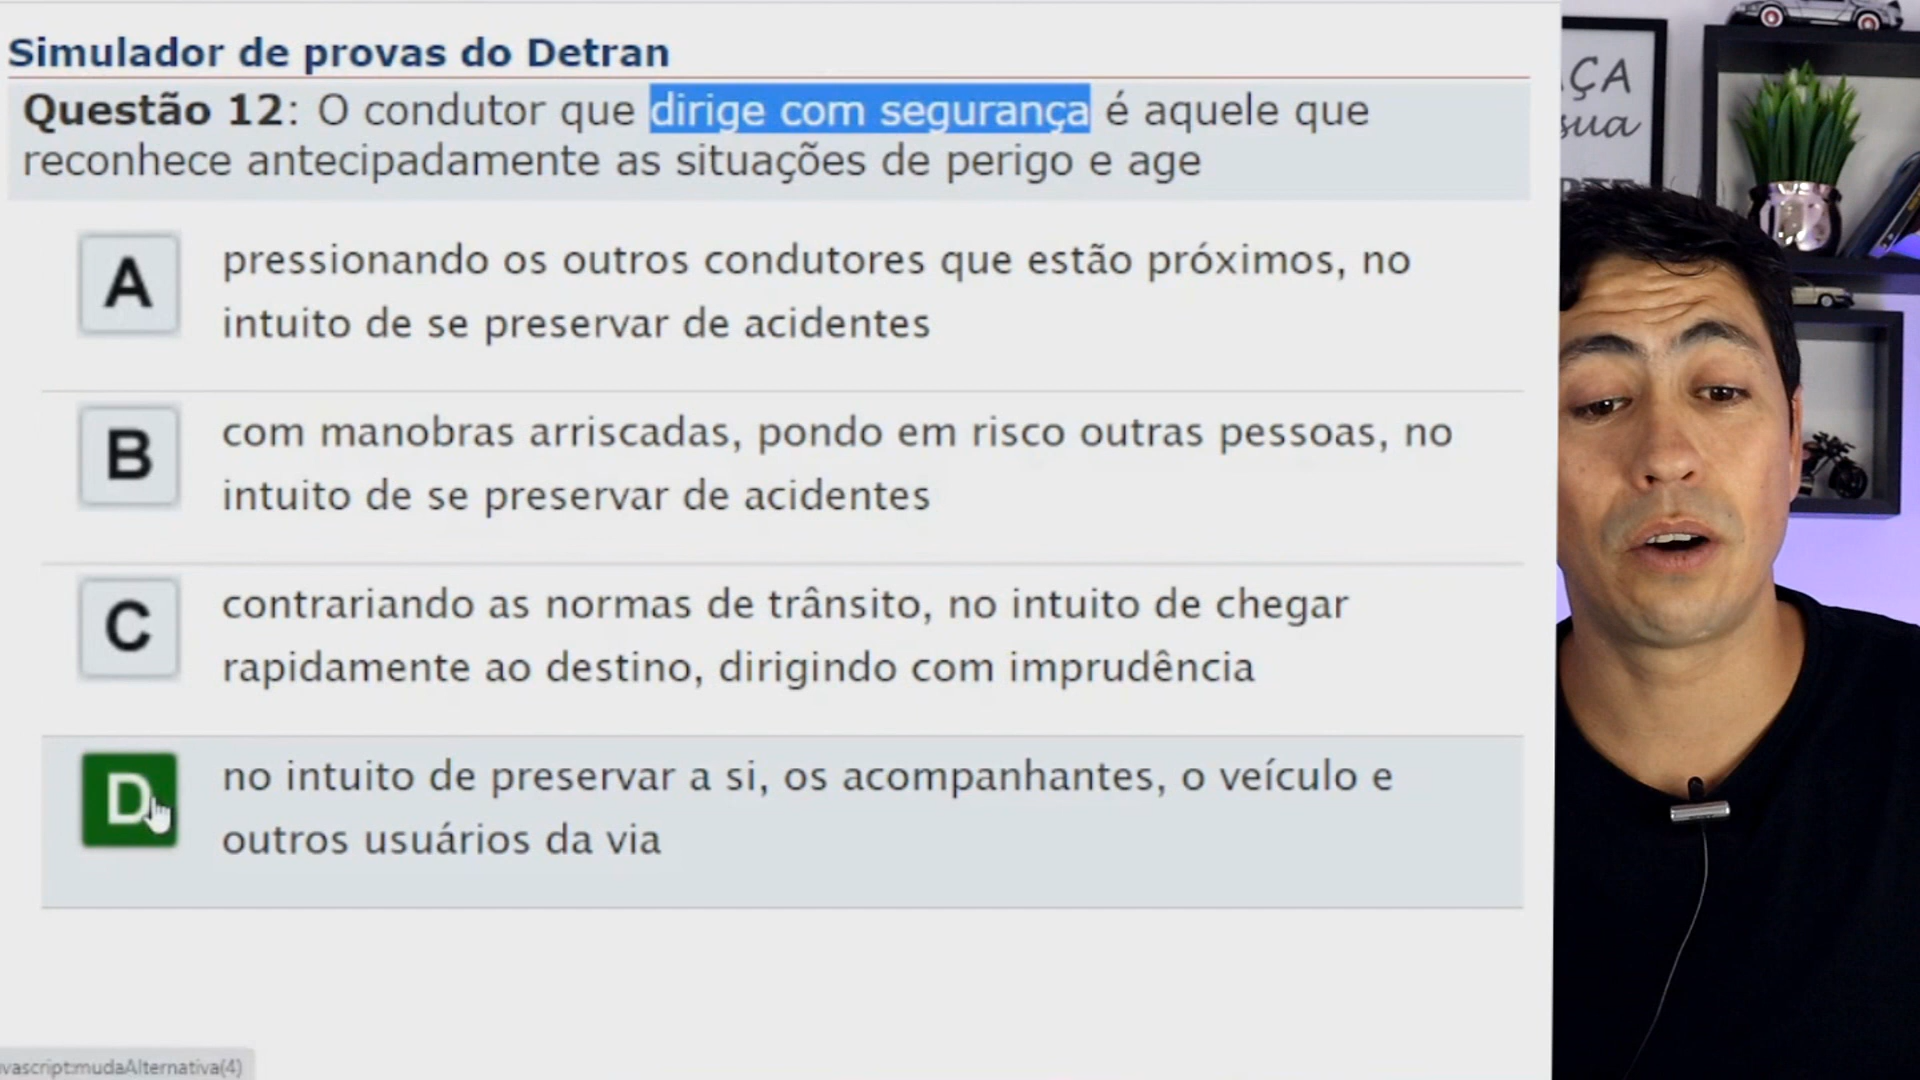 Simulador de provas do Detran
Questão 12: O condutor que dirige com segurança é aquele que
reconhece antecipadamente as situações de perigo e age
A
pressionando os outros condutores que estão próximos, no
intuito de se preservar de acidentes
B
com manobras arriscadas, pondo em risco outras pessoas, no
intuito de se preservar de acidentes
C
contrariando as normas de trânsito, no intuito de chegar
rapidamente ao destino, dirigindo com imprudência
D
no intuito de preservar a si, os acompanhantes, o veículo e
outros usuários da via
vascript:mudaAlternativa(4)
AÇA
sua